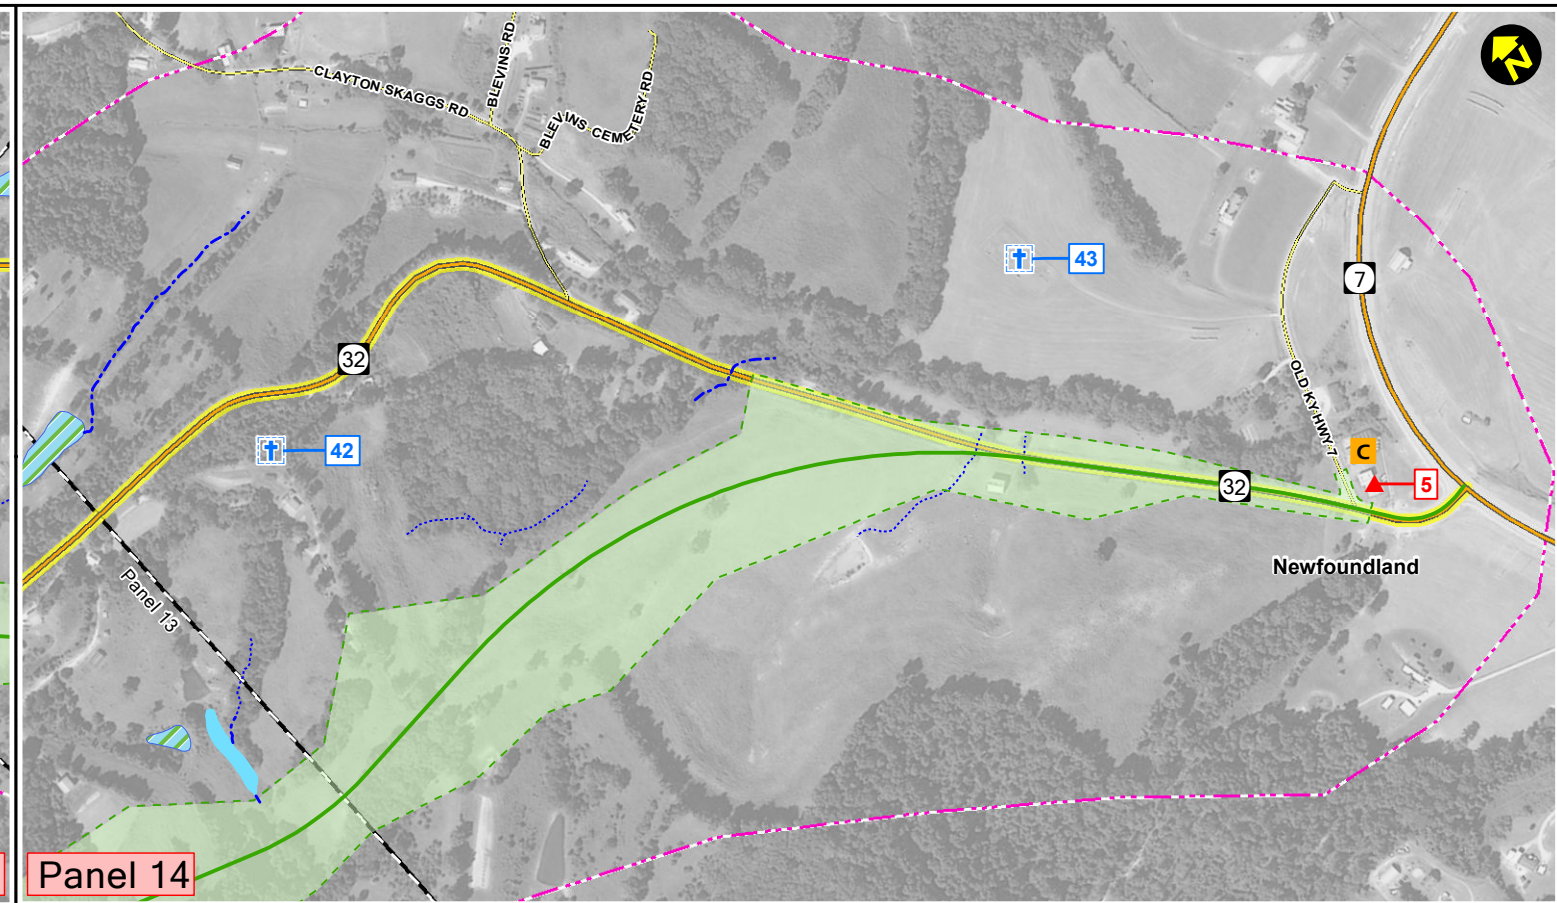 N
CLAYTON SKAGGS RD
BLEVINS RD
BLEVINS CEMETERY RD
43
7
32
42
OLD KY HWY 7
C
5
32
Newfoundland
Panel 13
Panel 14